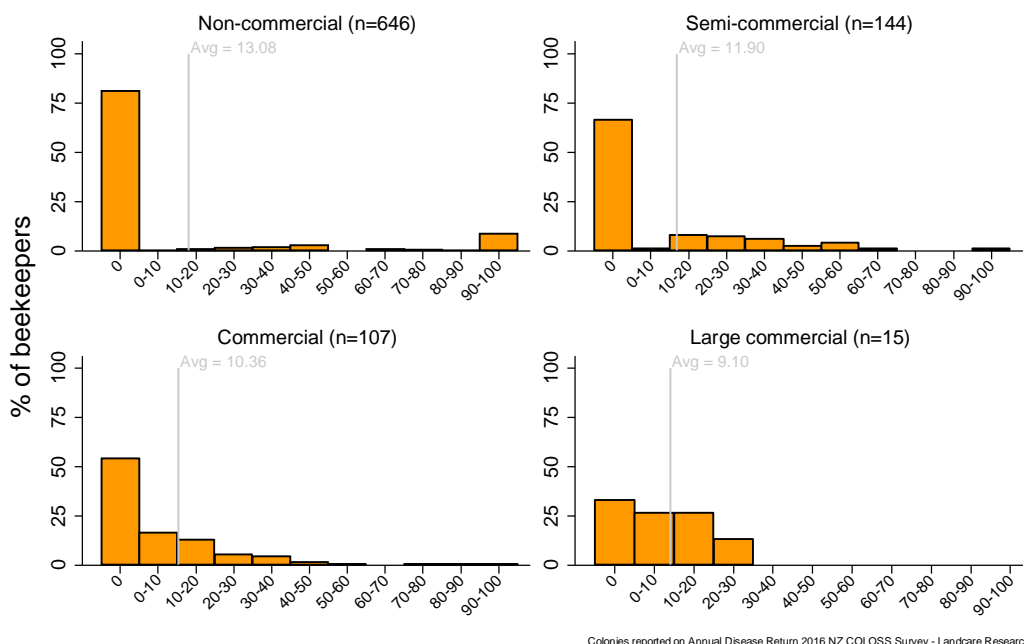 Non-commercial (n=646)
Avg = 13.08
100
75
50
25
0
0 0-10 10-20 20-30 30-40 40-50 50-60 60-70 70-80 80-90 90-100
Semi-commercial (n=144)
Avg = 11.90
100
75
50
25
0
0 0-10 10-20 20-30 30-40 40-50 50-60 60-70 70-80 80-90 90-100
% of beekeepers
Commercial (n=107)
Avg = 10.36
100
75
50
25
0
0 0-10 10-20 20-30 30-40 40-50 50-60 60-70 70-80 80-90 90-100
Large commercial (n=15)
Avg = 9.10
100
75
50
25
0
0 0-10 10-20 20-30 30-40 40-50 50-60 60-70 70-80 80-90 90-100
Colonies reported on Annual Disease Return 2016 NZ COLOSS Survey - Landcare Researc